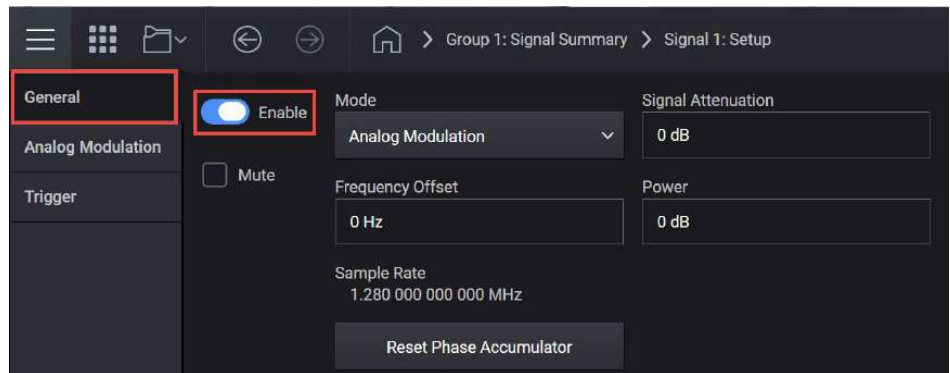 Group 1: Signal Summary > Signal 1: Setup
General
Analog Modulation
Trigger
Enable
Mute
Mode
Analog Modulation
Signal Attenuation
0 dB
Frequency Offset
0 Hz
Power
0 dB
Sample Rate
1.280 000 000 000 MHz
Reset Phase Accumulator